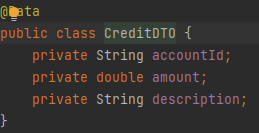 @Data
public class CreditDTO {
    private String accountId;
    private double amount;
    private String description;
}